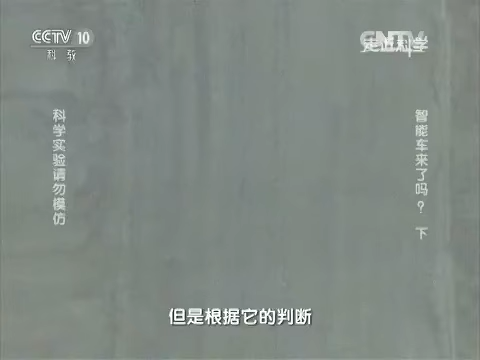 CCTV 10
科教
CNTV
走近科学
科学实验请勿模仿
智能车来了吗？ 下
但是根据它的判断